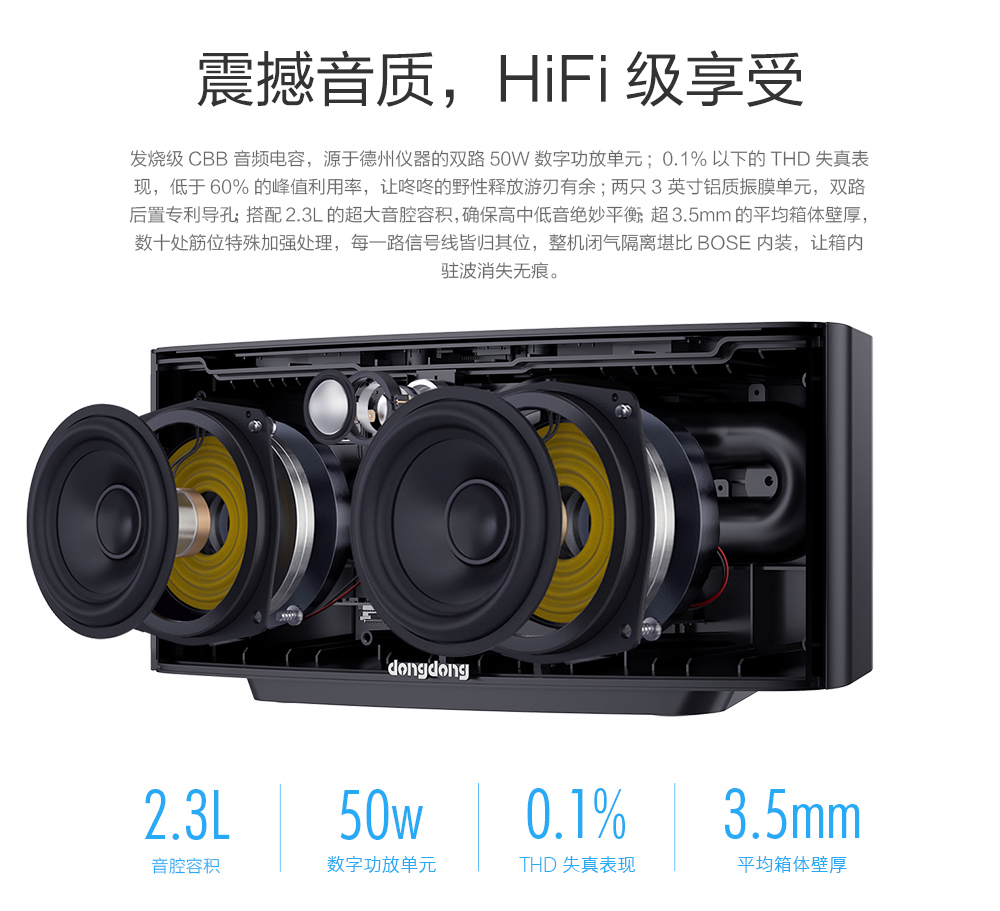 震撼音质，HiFi 级享受
发烧级 CBB 音频电容，源于德州仪器的双路 50W 数字功放单元；0.1% 以下的 THD 失真表
现，低于 60% 的峰值利用率，让咚咚的野性释放游刃有余；两只 3 英寸铝质振膜单元，双路
后置专利导孔；搭配 2.3L 的超大音腔容积，确保高中低音绝妙平衡；超 3.5mm 的平均箱体壁厚，
数十处筋位特殊加强处理，每一路信号线皆归其位，整机闭气隔离堪比 BOSE 内装，让箱内
驻波消失无痕。
dongdong
2.3L 50w 0.1% 3.5mm
音腔容积 数字功放单元 THD 失真表现 平均箱体壁厚